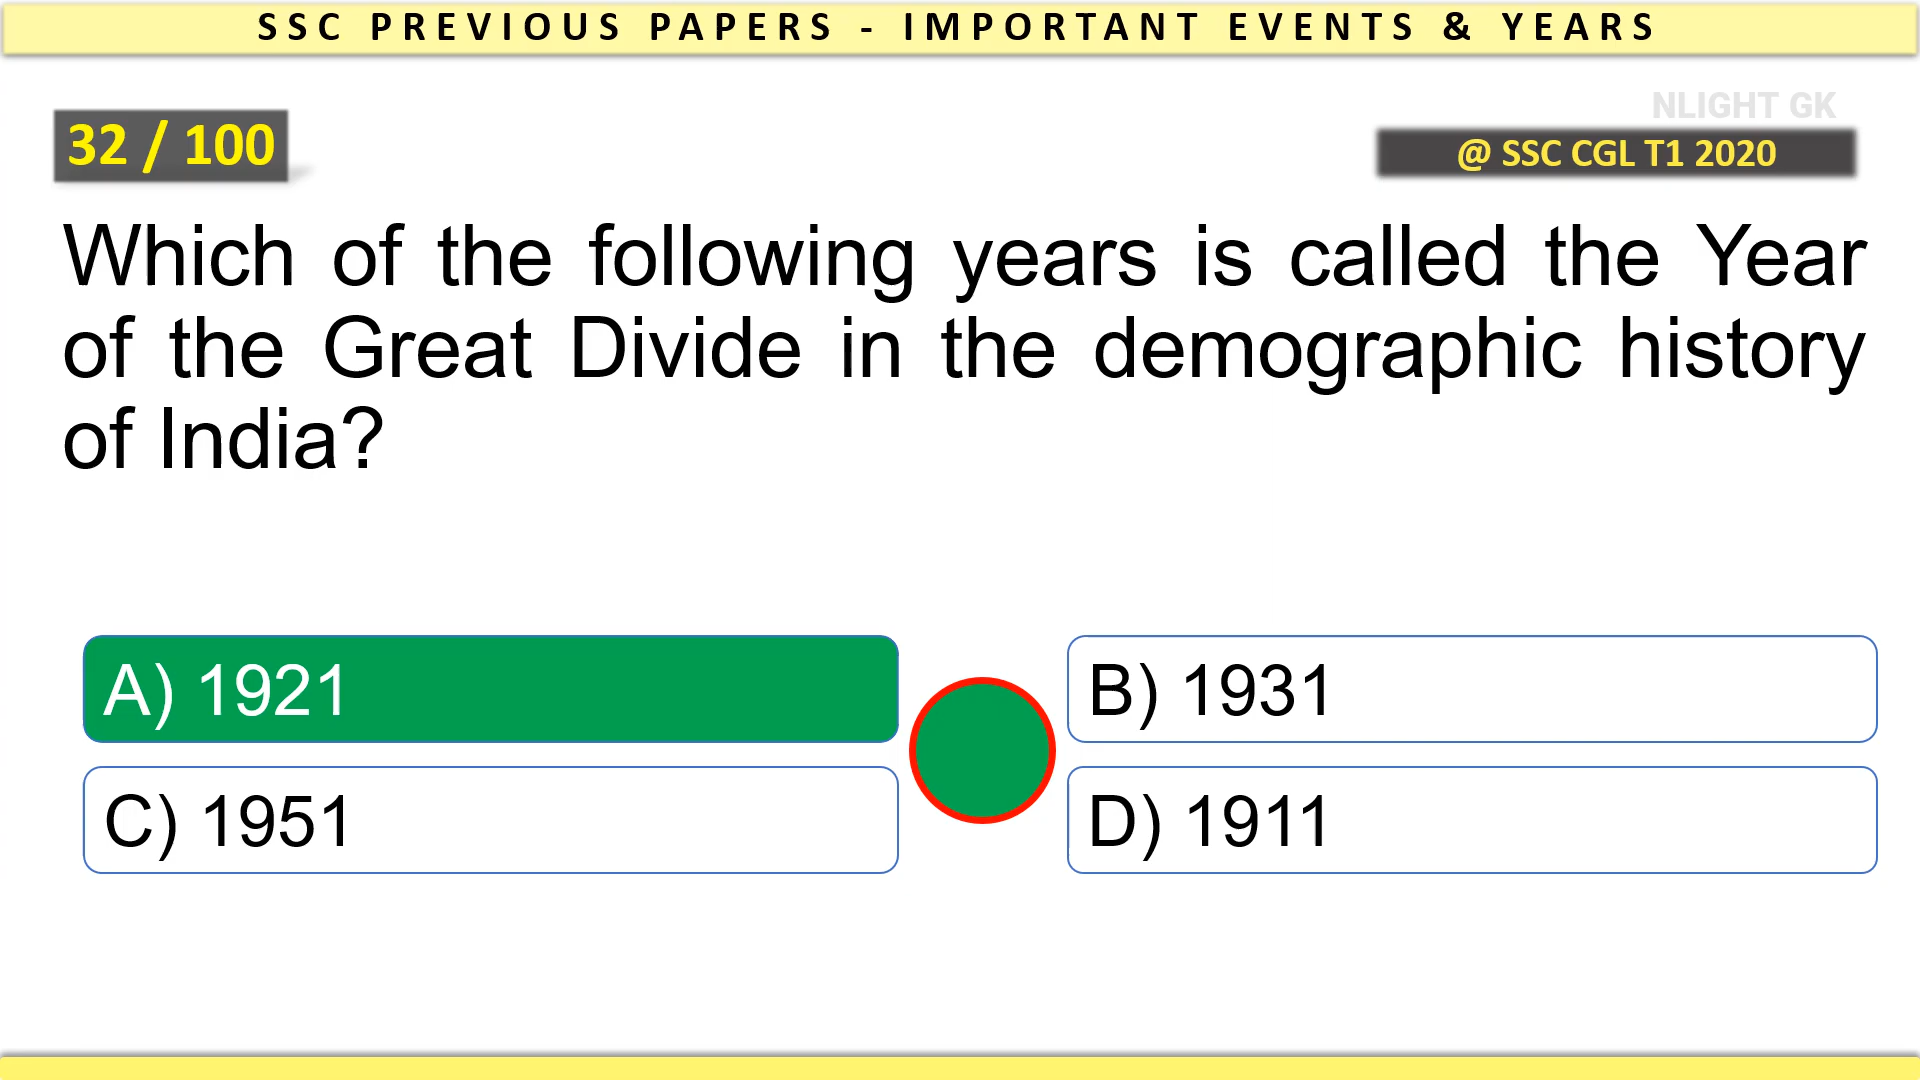 SSC PREVIOUS PAPERS - IMPORTANT EVENTS & YEARS
NLIGHT GK
32 / 100
@ SSC CGL T1 2020
Which of the following years is called the Year
of the Great Divide in the demographic history
of India?
A) 1921
B) 1931
C) 1951
D) 1911